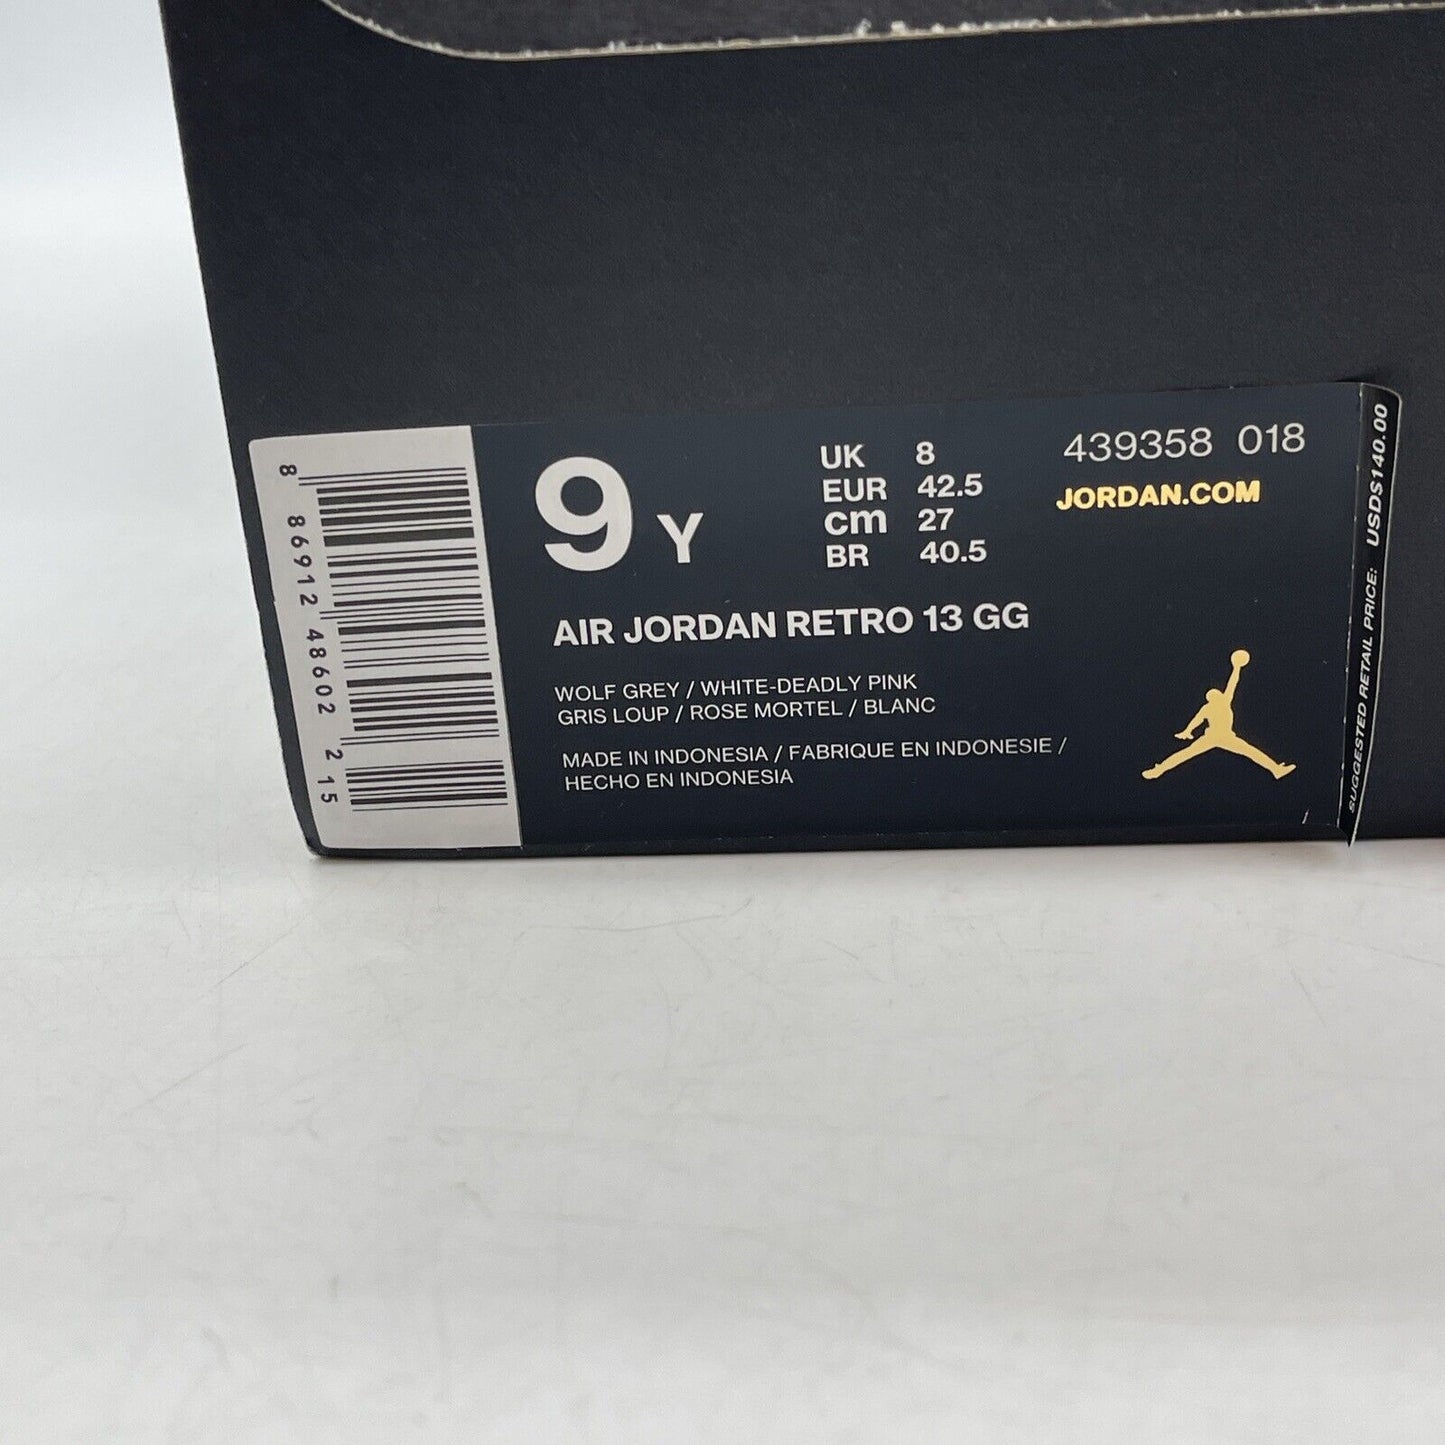 8 86912 48602 2 15
9 Y
UK 8
EUR 42.5
cm 27
BR 40.5
439358 018
JORDAN.COM
AIR JORDAN RETRO 13 GG
WOLF GREY / WHITE-DEADLY PINK
GRIS LOUP / ROSE MORTEL / BLANC
MADE IN INDONESIA / FABRIQUE EN INDONESIE /
HECHO EN INDONESIA
SUGGESTED RETAIL PRICE: USD$140.00